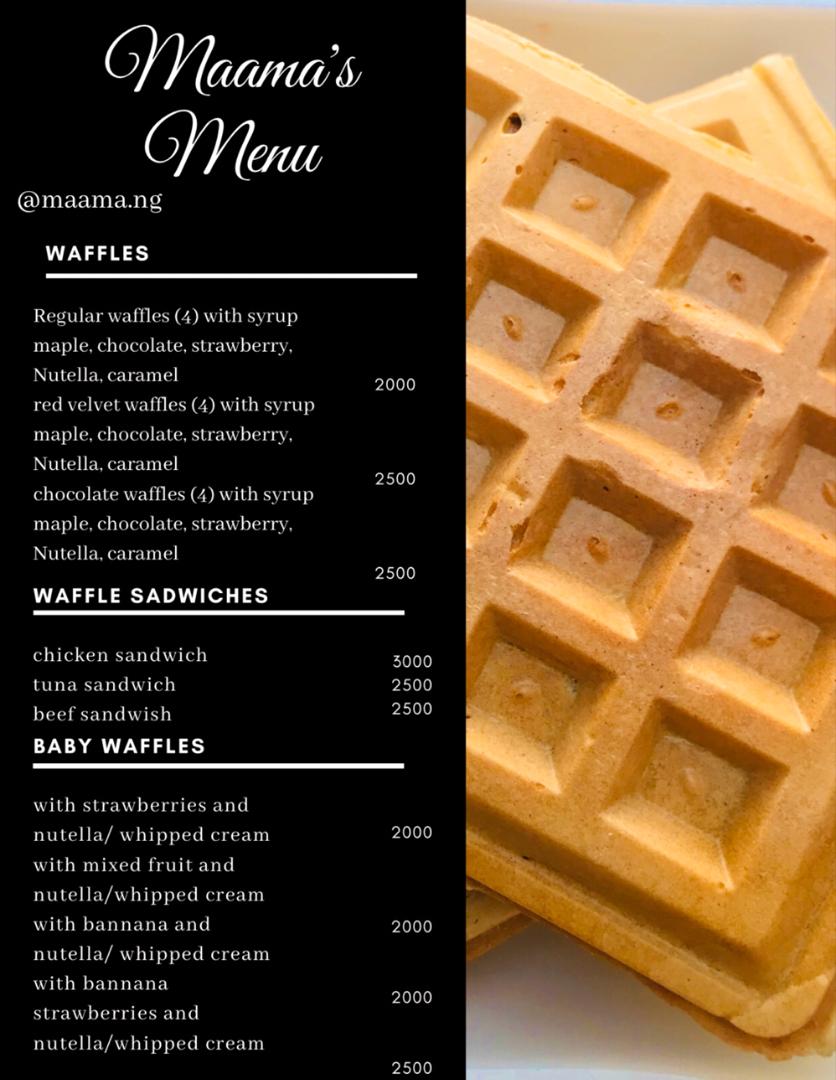 Maama's
Menu
@maama.ng
WAFFLES
Regular waffles (4) with syrup
maple, chocolate, strawberry,
Nutella, caramel
2000
red velvet waffles (4) with syrup
maple, chocolate, strawberry,
Nutella, caramel
2500
chocolate waffles (4) with syrup
maple, chocolate, strawberry,
Nutella, caramel
2500
WAFFLE SADWICHES
chicken sandwich 3000
tuna sandwich 2500
beef sandwish 2500
BABY WAFFLES
with strawberries and
nutella/ whipped cream 2000
with mixed fruit and
nutella/whipped cream
with bannana and 2000
nutella/ whipped cream
with bannana 2000
strawberries and
nutella/whipped cream
2500